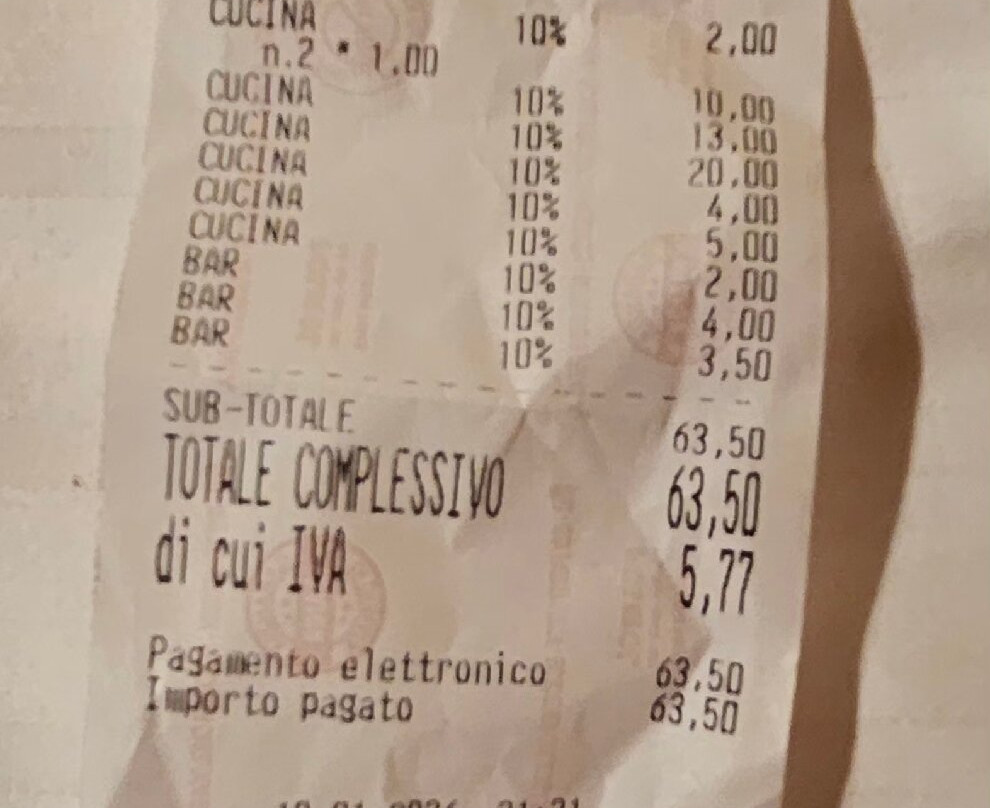 CUCINA 10% 2,00
n.2 * 1,00
CUCINA 10% 10,00
CUCINA 10% 13,00
CUCINA 10% 20,00
CUCINA 10% 4,00
CUCINA 10% 5,00
BAR 10% 2,00
BAR 10% 4,00
BAR 10% 3,50
SUB-TOTALE 63,50
TOTALE COMPLESSIVO 63,50
di cui IVA 5,77
Pagamento elettronico 63,50
Importo pagato 63,50